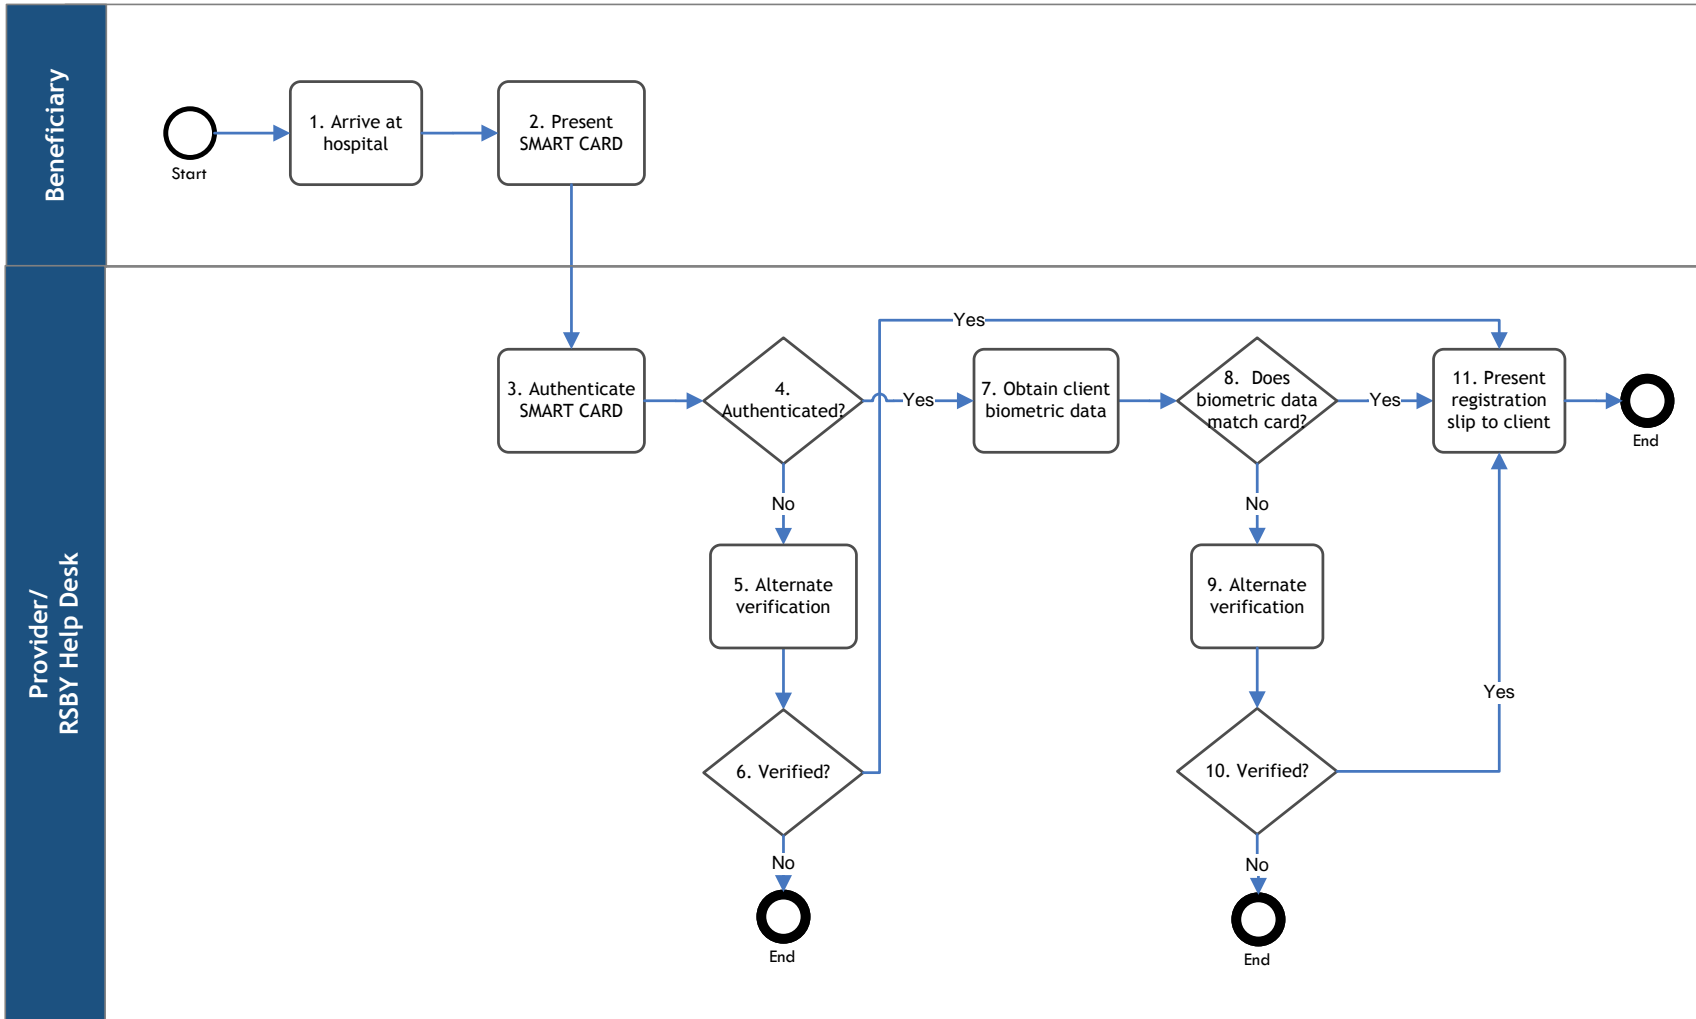 Beneficiary
Start
1. Arrive at
hospital
2. Present
SMART CARD
Provider/
RSBY Help Desk
3. Authenticate
SMART CARD
4.
Authenticated?
Yes
Yes
7. Obtain client
biometric data
8. Does
biometric data
match card?
Yes
11. Present
registration
slip to client
End
No
No
5. Alternate
verification
9. Alternate
verification
6. Verified?
10. Verified?
Yes
No
No
End
End